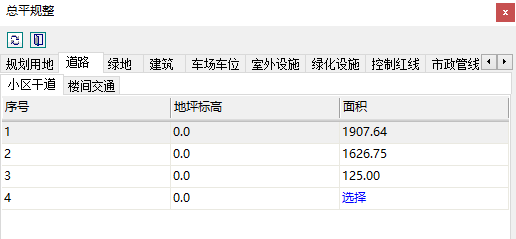 总平规整
规划用地 道路 绿地 建筑 车场车位 室外设施 绿化设施 控制红线 市政管线
小区干道 楼间交通
序号 地坪标高 面积
1 0.0 1907.64
2 0.0 1626.75
3 0.0 125.00
4 0.0 选择